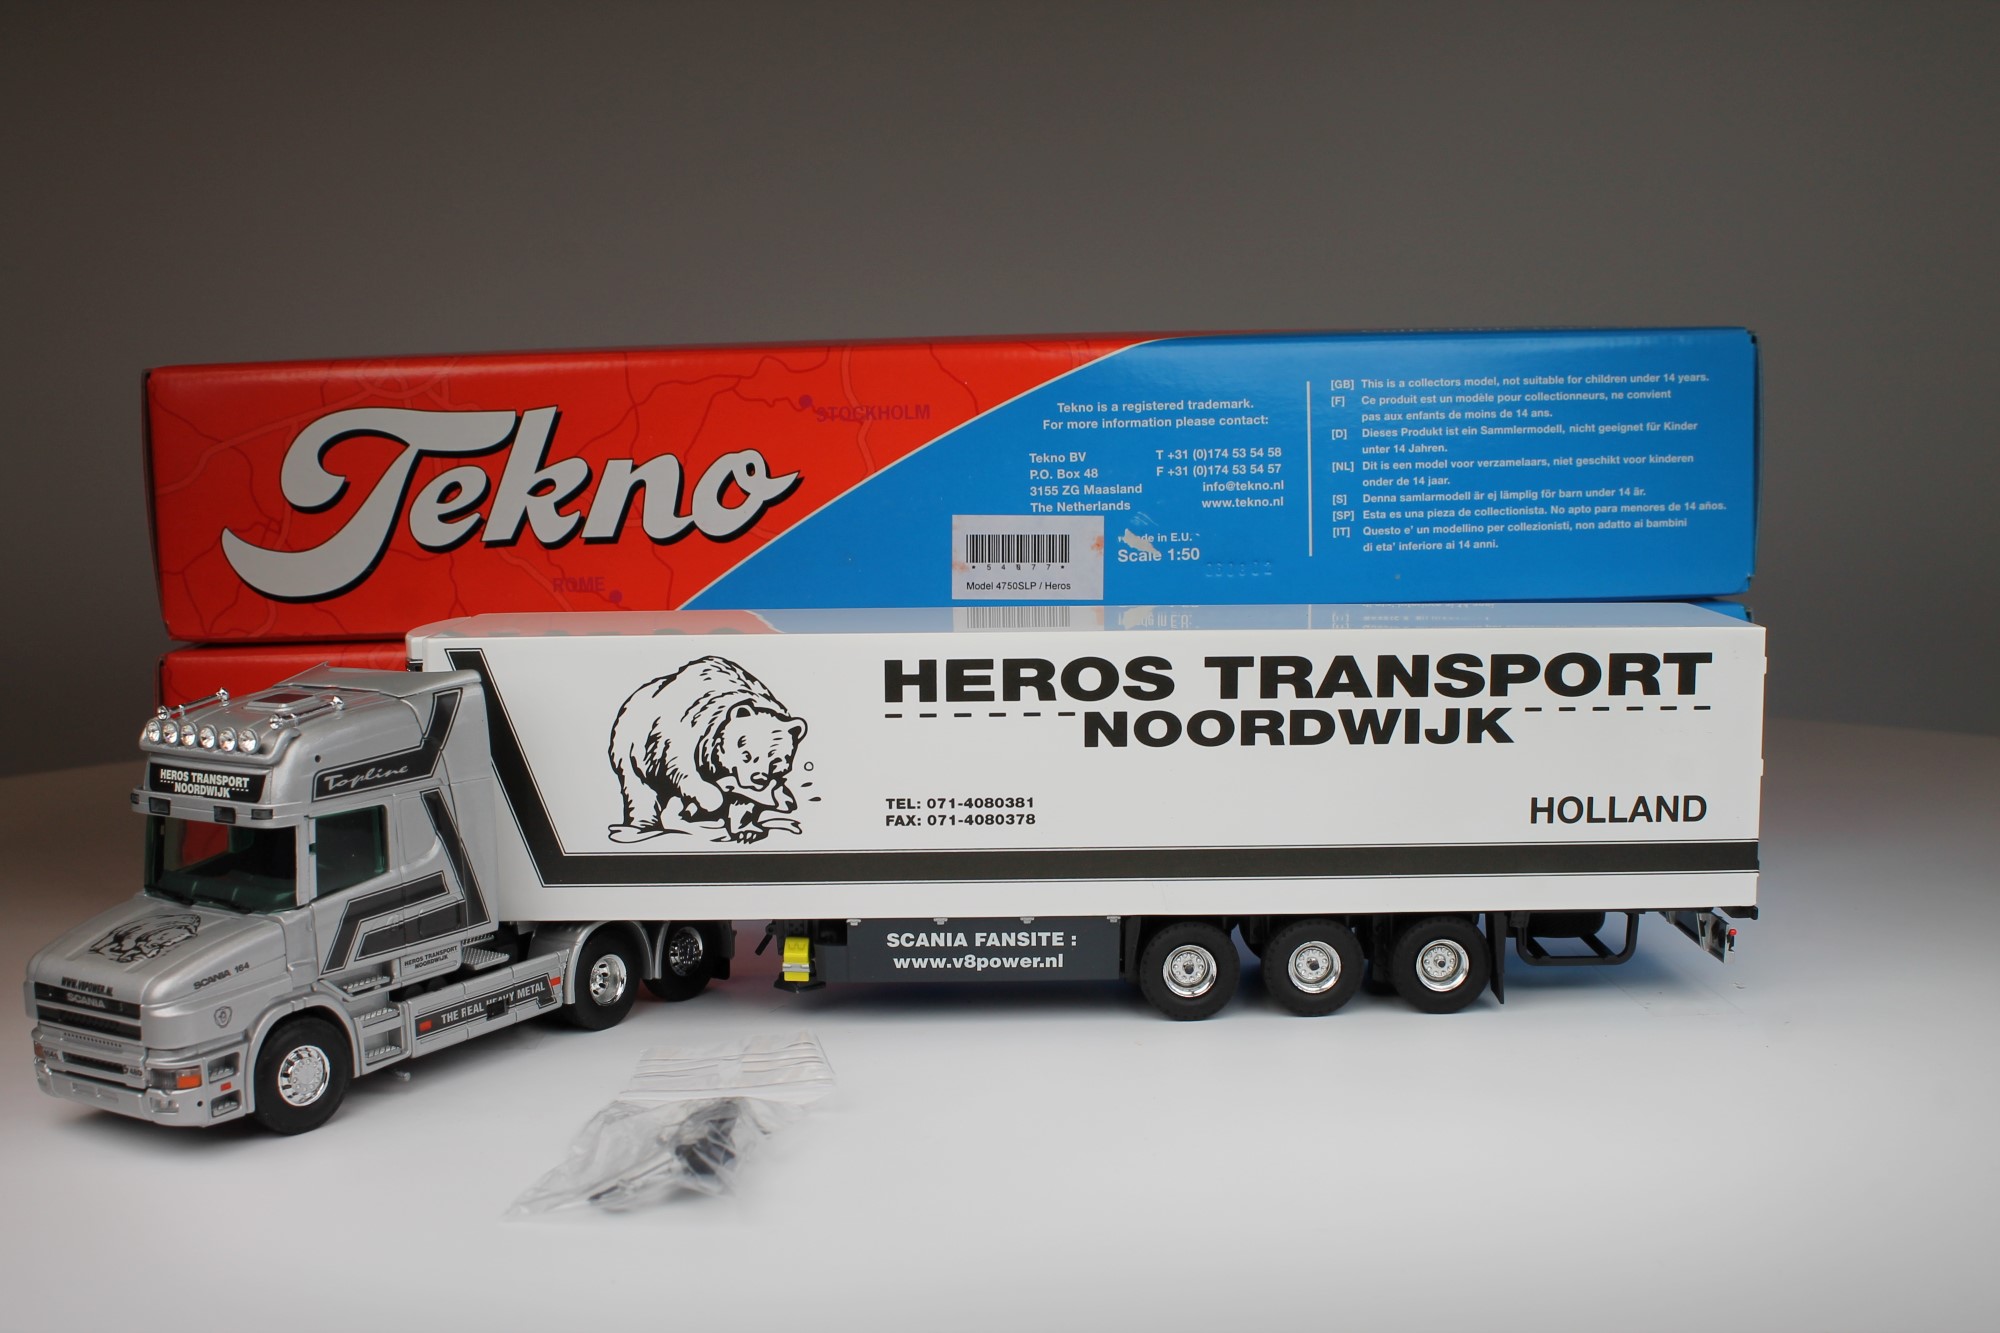 Tekno
STOCKHOLM
ROME
Tekno is a registered trademark.
For more information please contact:
Tekno BV
P.O. Box 48
3155 ZG Maasland
The Netherlands
T +31 (0)174 53 54 58
F +31 (0)174 53 54 57
info@tekno.nl
www.tekno.nl
in E.U.
Scale 1:50
Model 4750SLP / Heros
[GB] This is a collectors model, not suitable for children under 14 years.
[F] Ce produit est un modèle pour collectionneurs, ne convient
pas aux enfants de moins de 14 ans.
[D] Dieses Produkt ist ein Sammlermodell, nicht geeignet für Kinder
unter 14 Jahren.
[NL] Dit is een model voor verzamelaars, niet geschikt voor kinderen
onder de 14 jaar.
[S] Denna samlarmodell är ej lämplig för barn under 14 år.
[SP] Esta es una pieza de collectionista. No apto para menores de 14 años.
[IT] Questo e' un modellino per collezionisti, non adatto ai bambini
di eta' inferiore ai 14 anni.
HEROS TRANSPORT
NOORDWIJK
TEL: 071-4080381
FAX: 071-4080378
HOLLAND
SCANIA FANSITE :
www.v8power.nl
HEROS TRANSPORT
NOORDWIJK
Topline
HEROS TRANSPORT
NOORDWIJK
SCANIA 164
WWW.V8POWER.NL
SCANIA
THE REAL HEAVY METAL